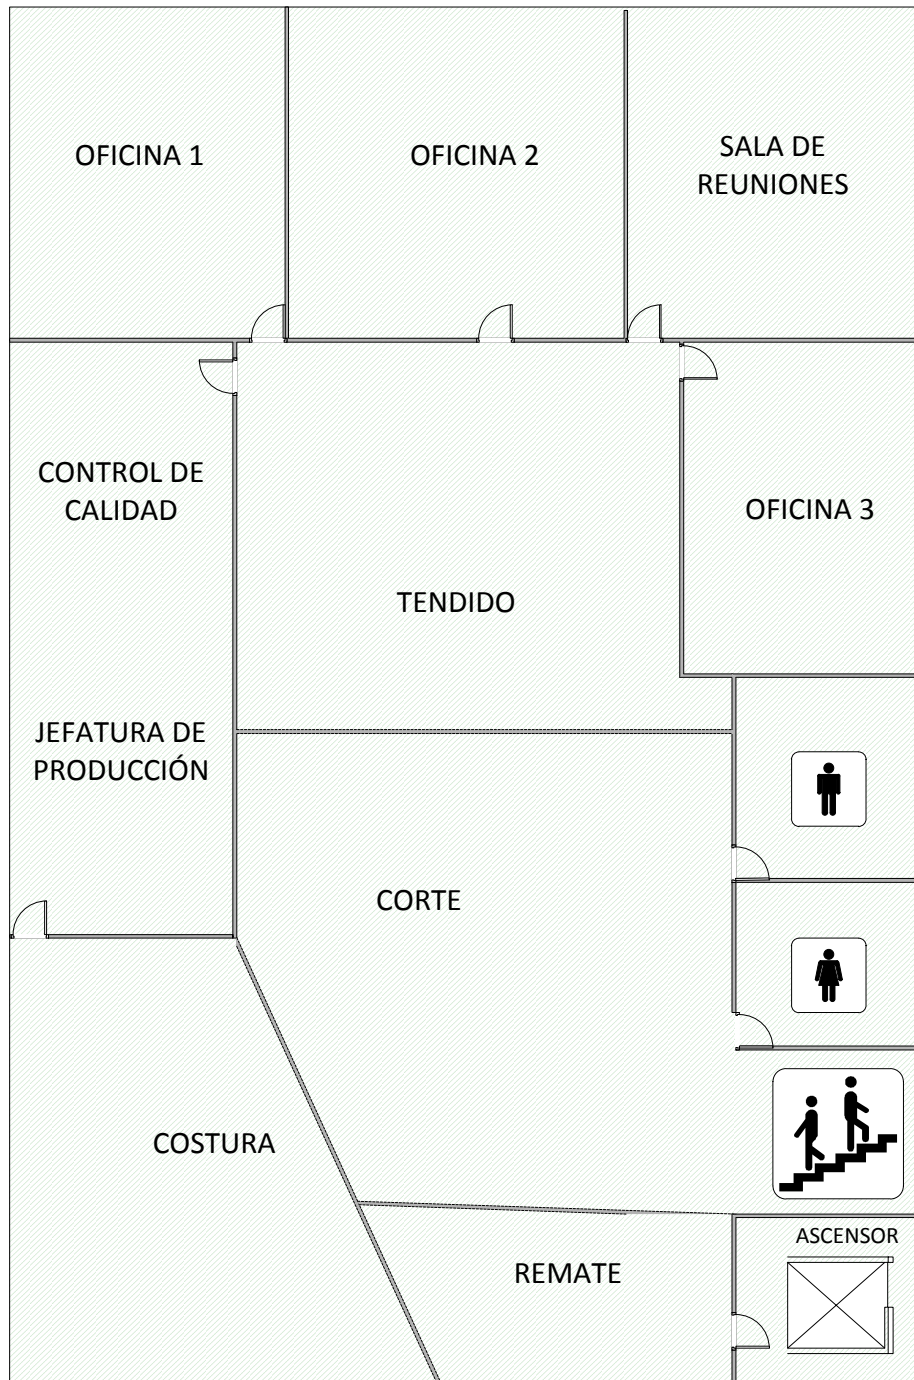 OFICINA 1
OFICINA 2
SALA DE
REUNIONES
CONTROL DE
CALIDAD
OFICINA 3
TENDIDO
JEFATURA DE
PRODUCCIÓN
CORTE
COSTURA
ASCENSOR
REMATE